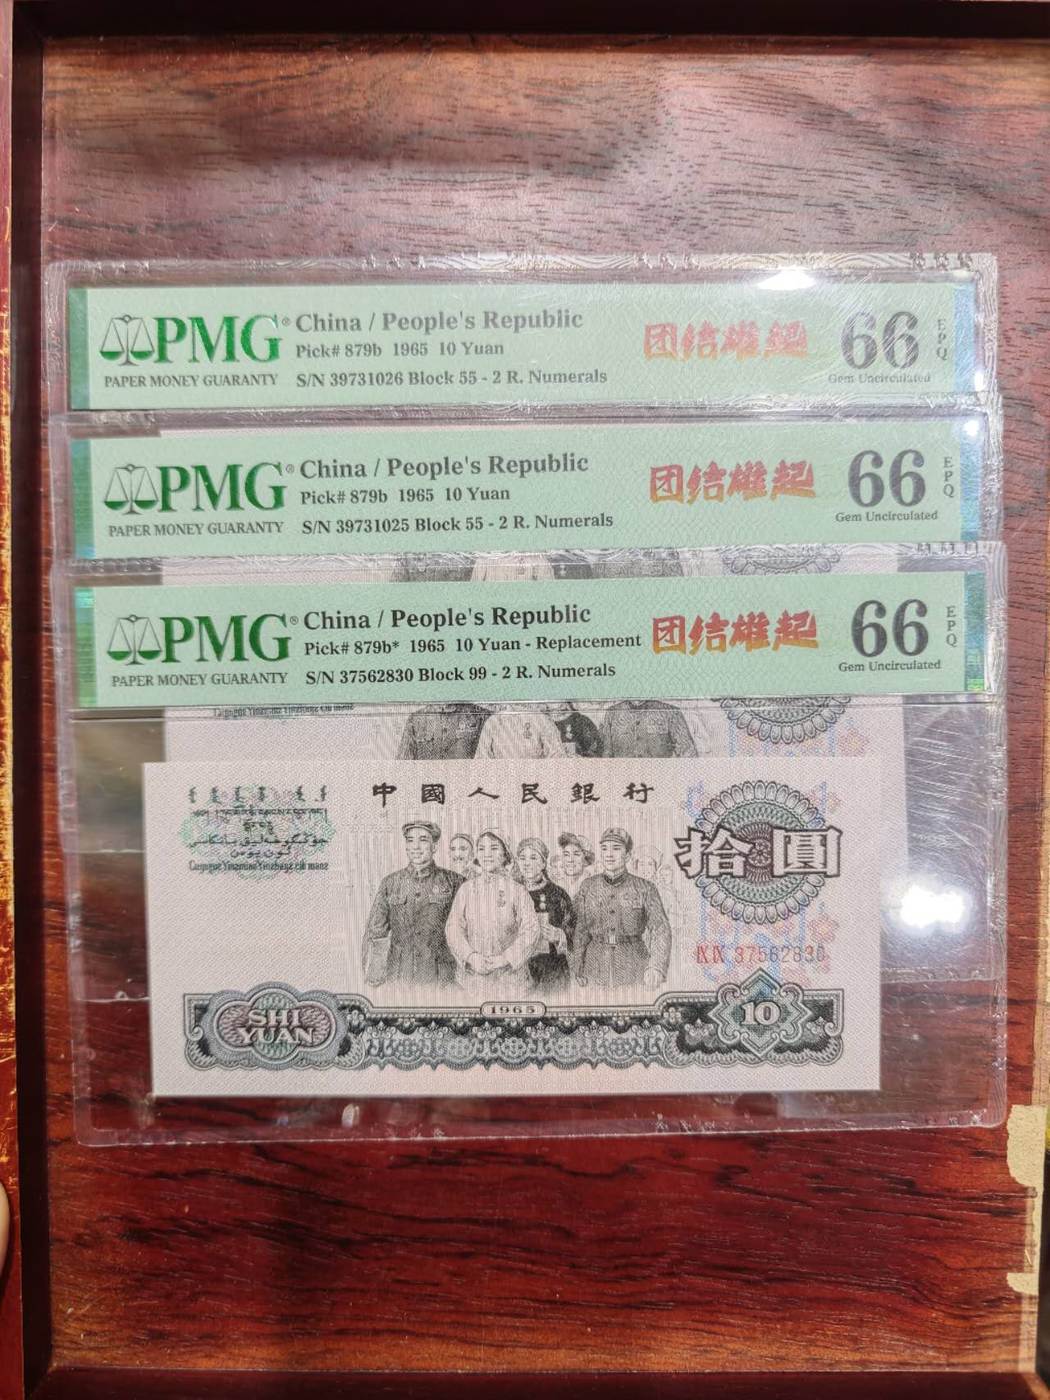 PMG® China / People's Republic
Pick# 879b 1965 10 Yuan
PAPER MONEY GUARANTY
S/N 39731026 Block 55 - 2 R. Numerals
团结雄起
66
EPQ
Gem Uncirculated
PMG® China / People's Republic
Pick# 879b 1965 10 Yuan
PAPER MONEY GUARANTY
S/N 39731025 Block 55 - 2 R. Numerals
团结雄起
66
EPQ
Gem Uncirculated
PMG® China / People's Republic
Pick# 879b* 1965 10 Yuan - Replacement
PAPER MONEY GUARANTY
S/N 37562830 Block 99 - 2 R. Numerals
团结雄起
66
EPQ
Gem Uncirculated
中國人民銀行
拾圓
IX IX 37562830
SHI
YUAN
1965
10